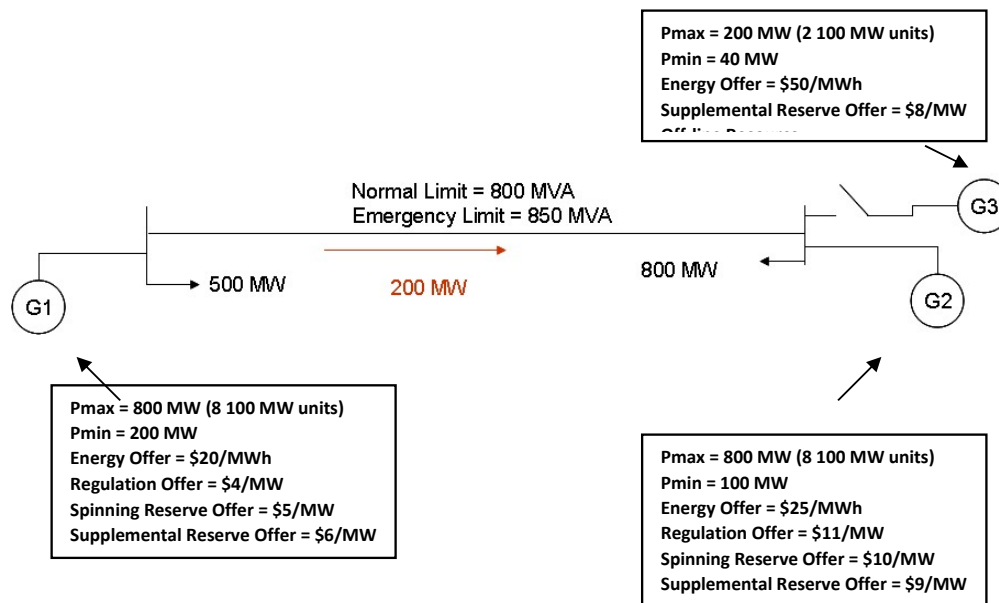 Pmax = 200 MW (2 100 MW units)
Pmin = 40 MW
Energy Offer = $50/MWh
Supplemental Reserve Offer = $8/MW
Normal Limit = 800 MVA
Emergency Limit = 850 MVA
G3
500 MW
200 MW
800 MW
G1
G2
Pmax = 800 MW (8 100 MW units)
Pmin = 200 MW
Energy Offer = $20/MWh
Regulation Offer = $4/MW
Spinning Reserve Offer = $5/MW
Supplemental Reserve Offer = $6/MW
Pmax = 800 MW (8 100 MW units)
Pmin = 100 MW
Energy Offer = $25/MWh
Regulation Offer = $11/MW
Spinning Reserve Offer = $10/MW
Supplemental Reserve Offer = $9/MW